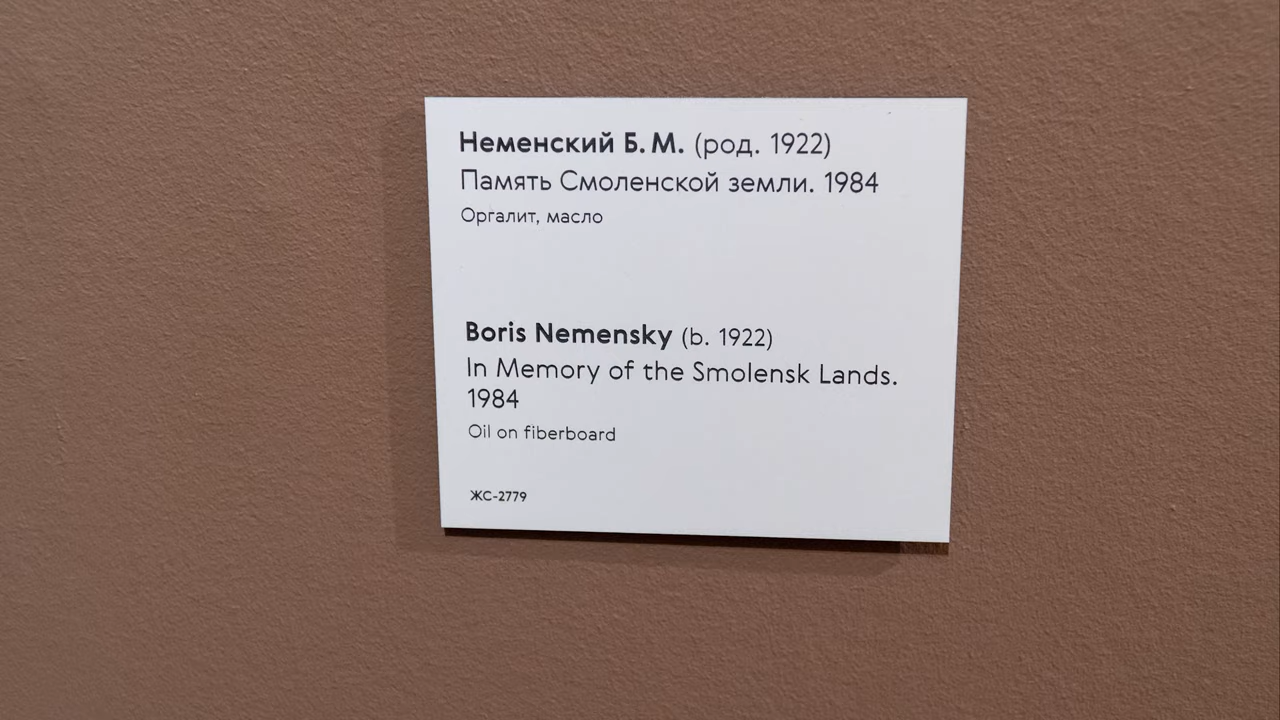 Неменский Б. М. (род. 1922)
Память Смоленской земли. 1984
Оргалит, масло
Boris Nemensky (b. 1922)
In Memory of the Smolensk Lands.
1984
Oil on fiberboard
ЖС-2779